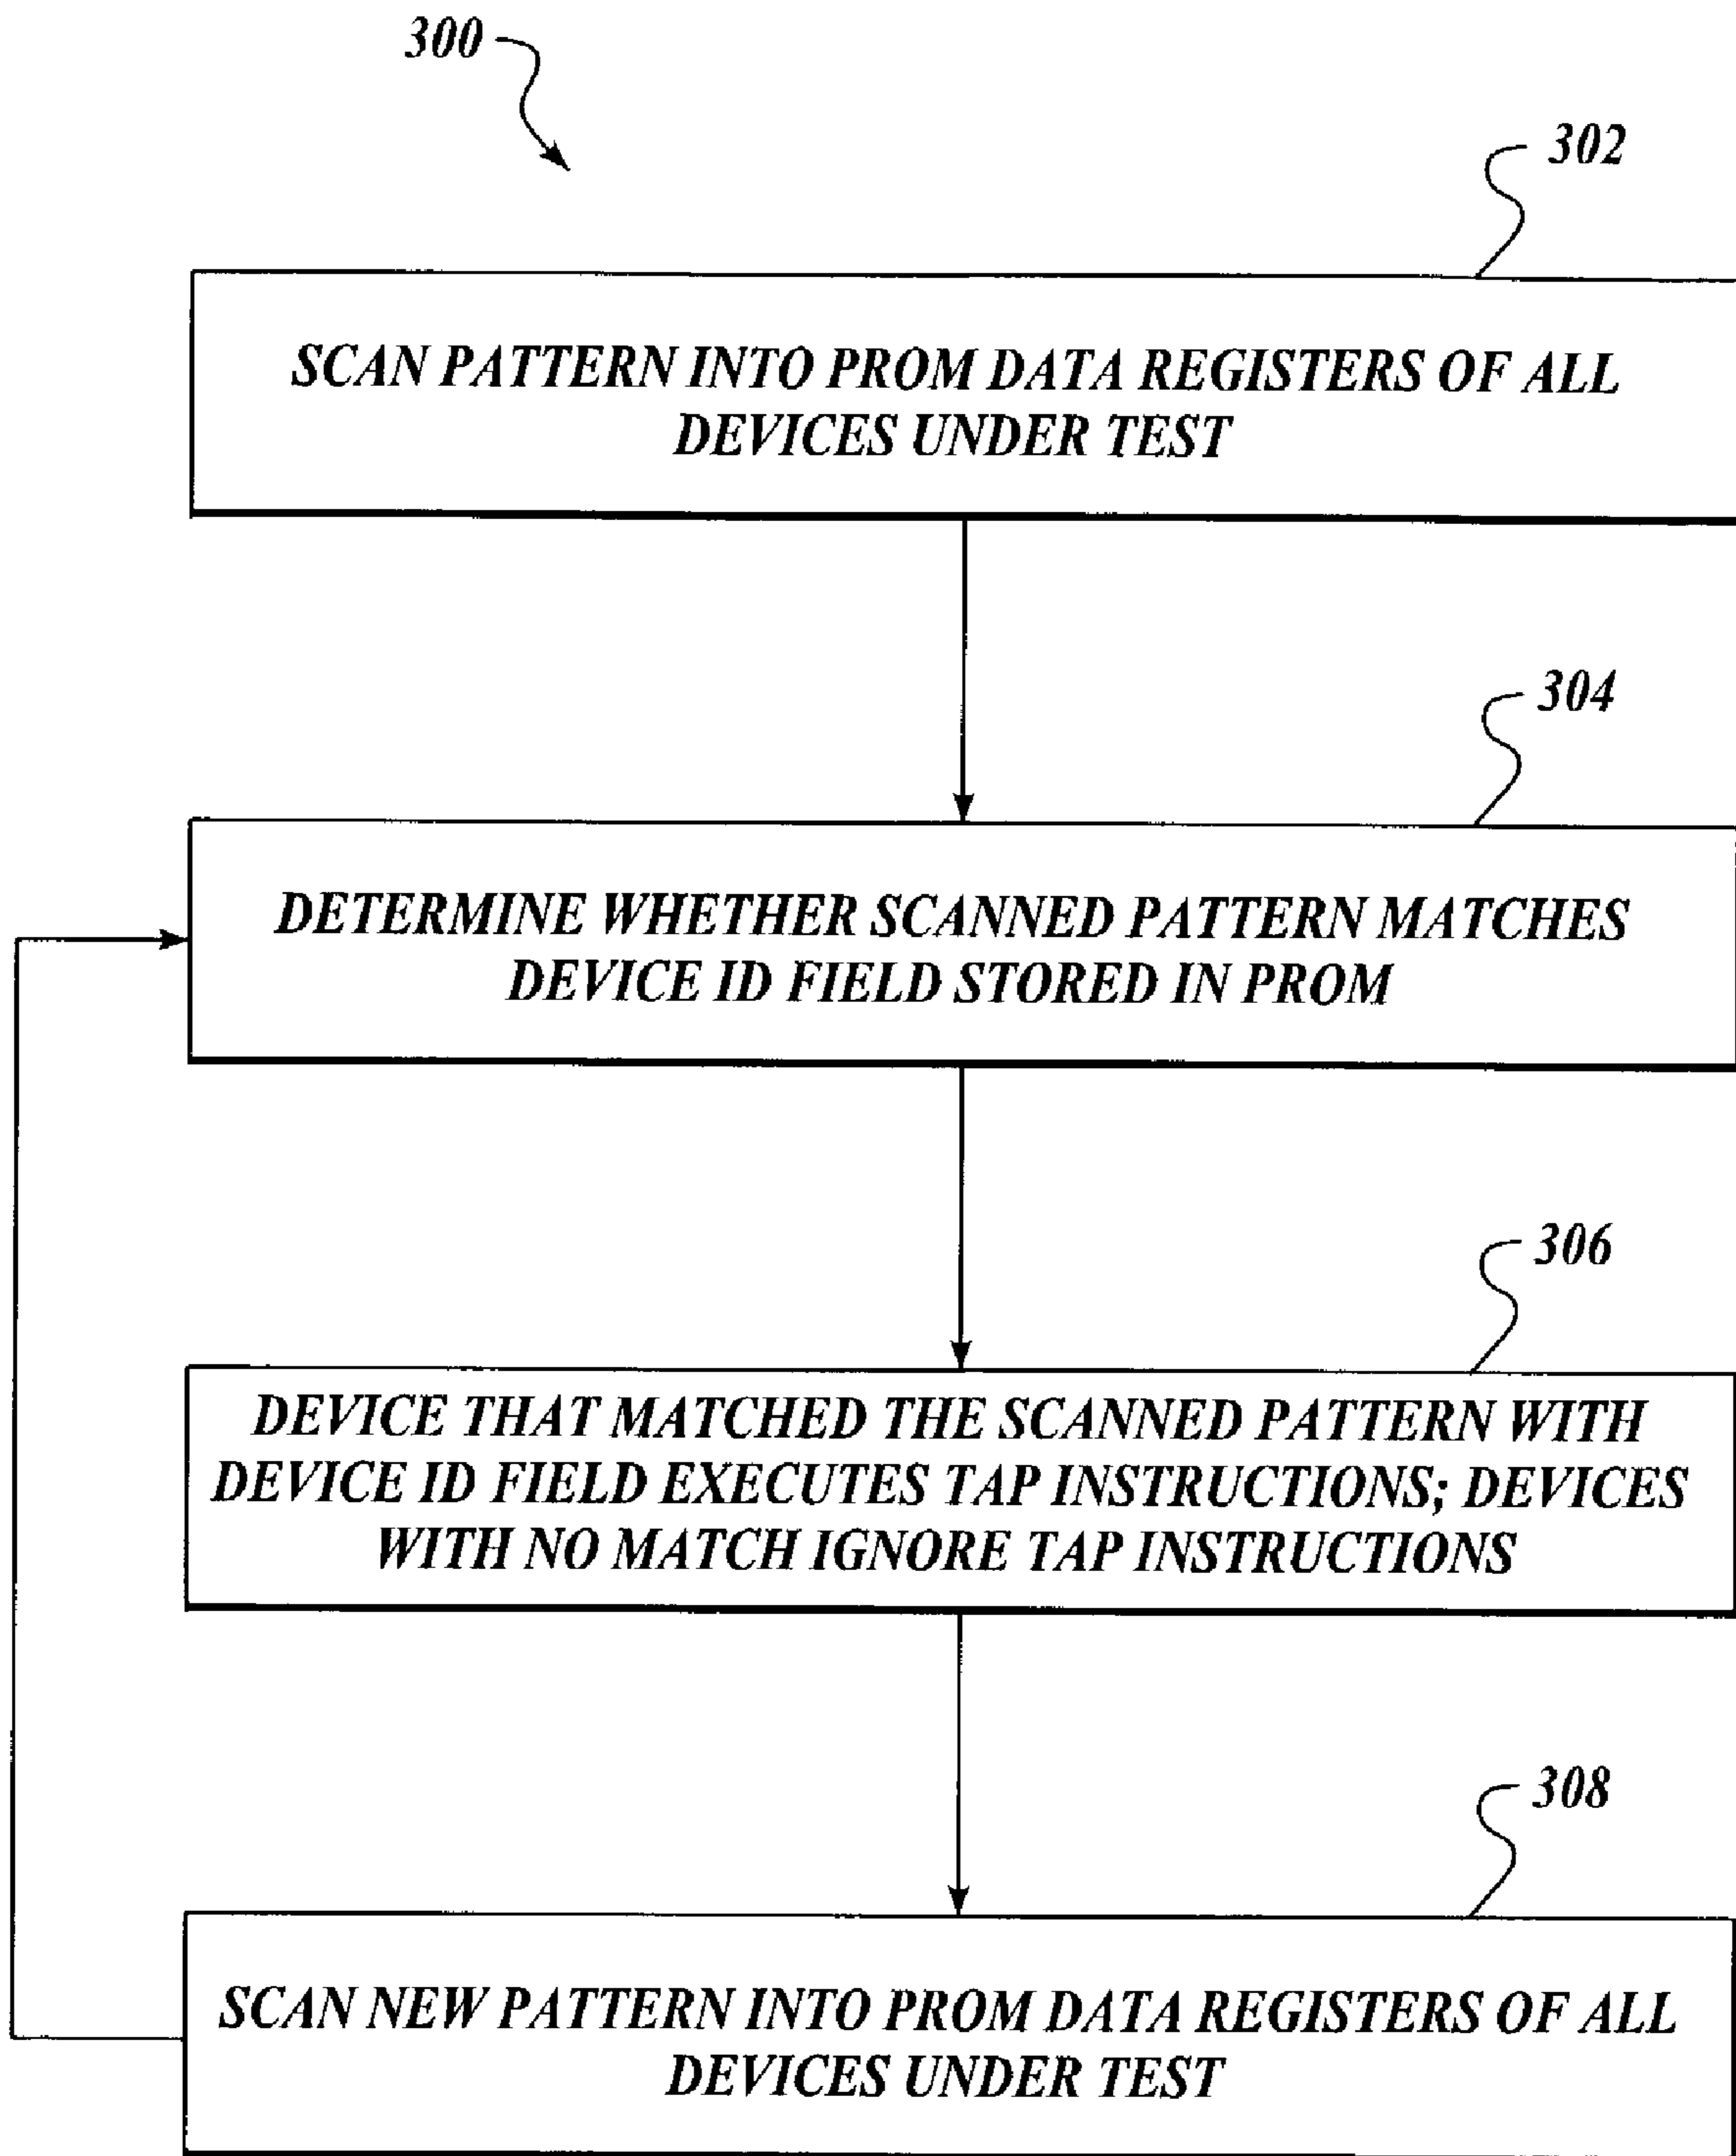 300
302
SCAN PATTERN INTO PROM DATA REGISTERS OF ALL
DEVICES UNDER TEST
304
DETERMINE WHETHER SCANNED PATTERN MATCHES
DEVICE ID FIELD STORED IN PROM
306
DEVICE THAT MATCHED THE SCANNED PATTERN WITH
DEVICE ID FIELD EXECUTES TAP INSTRUCTIONS; DEVICES
WITH NO MATCH IGNORE TAP INSTRUCTIONS
308
SCAN NEW PATTERN INTO PROM DATA REGISTERS OF ALL
DEVICES UNDER TEST